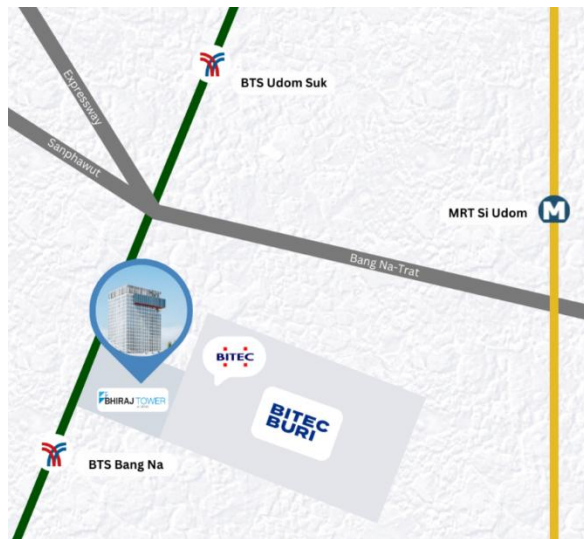 BTS Udom Suk
Expressway
Sanphawut
MRT Si Udom
M
Bang Na-Trat
BITEC
BHIRAJ TOWER
BITEC
BURI
BTS Bang Na